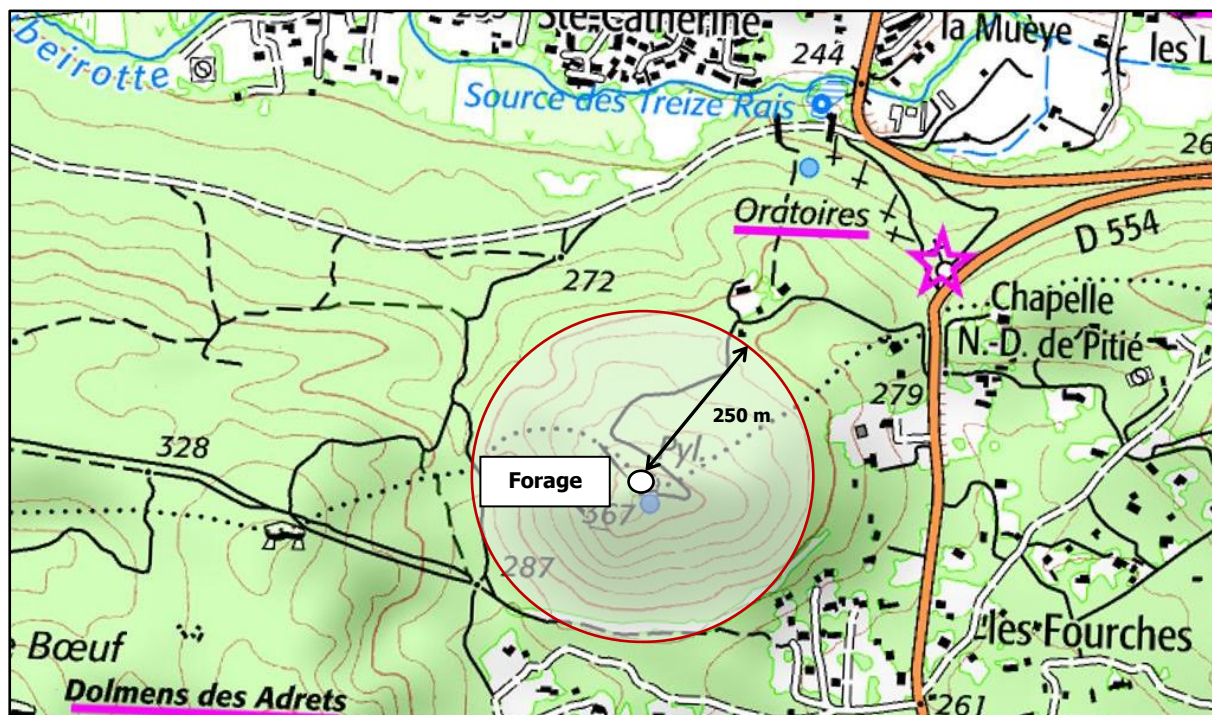 Ste-Catherine
244
la Mueye
les L
beirotte
Source des Treize Rais
26
Oratoires
D 554
272
Chapelle
N.-D. de Pitié
279
250 m
Pyl.
328
Forage
367
287
e Bœuf
les Fourches
Dolmens des Adrets
261